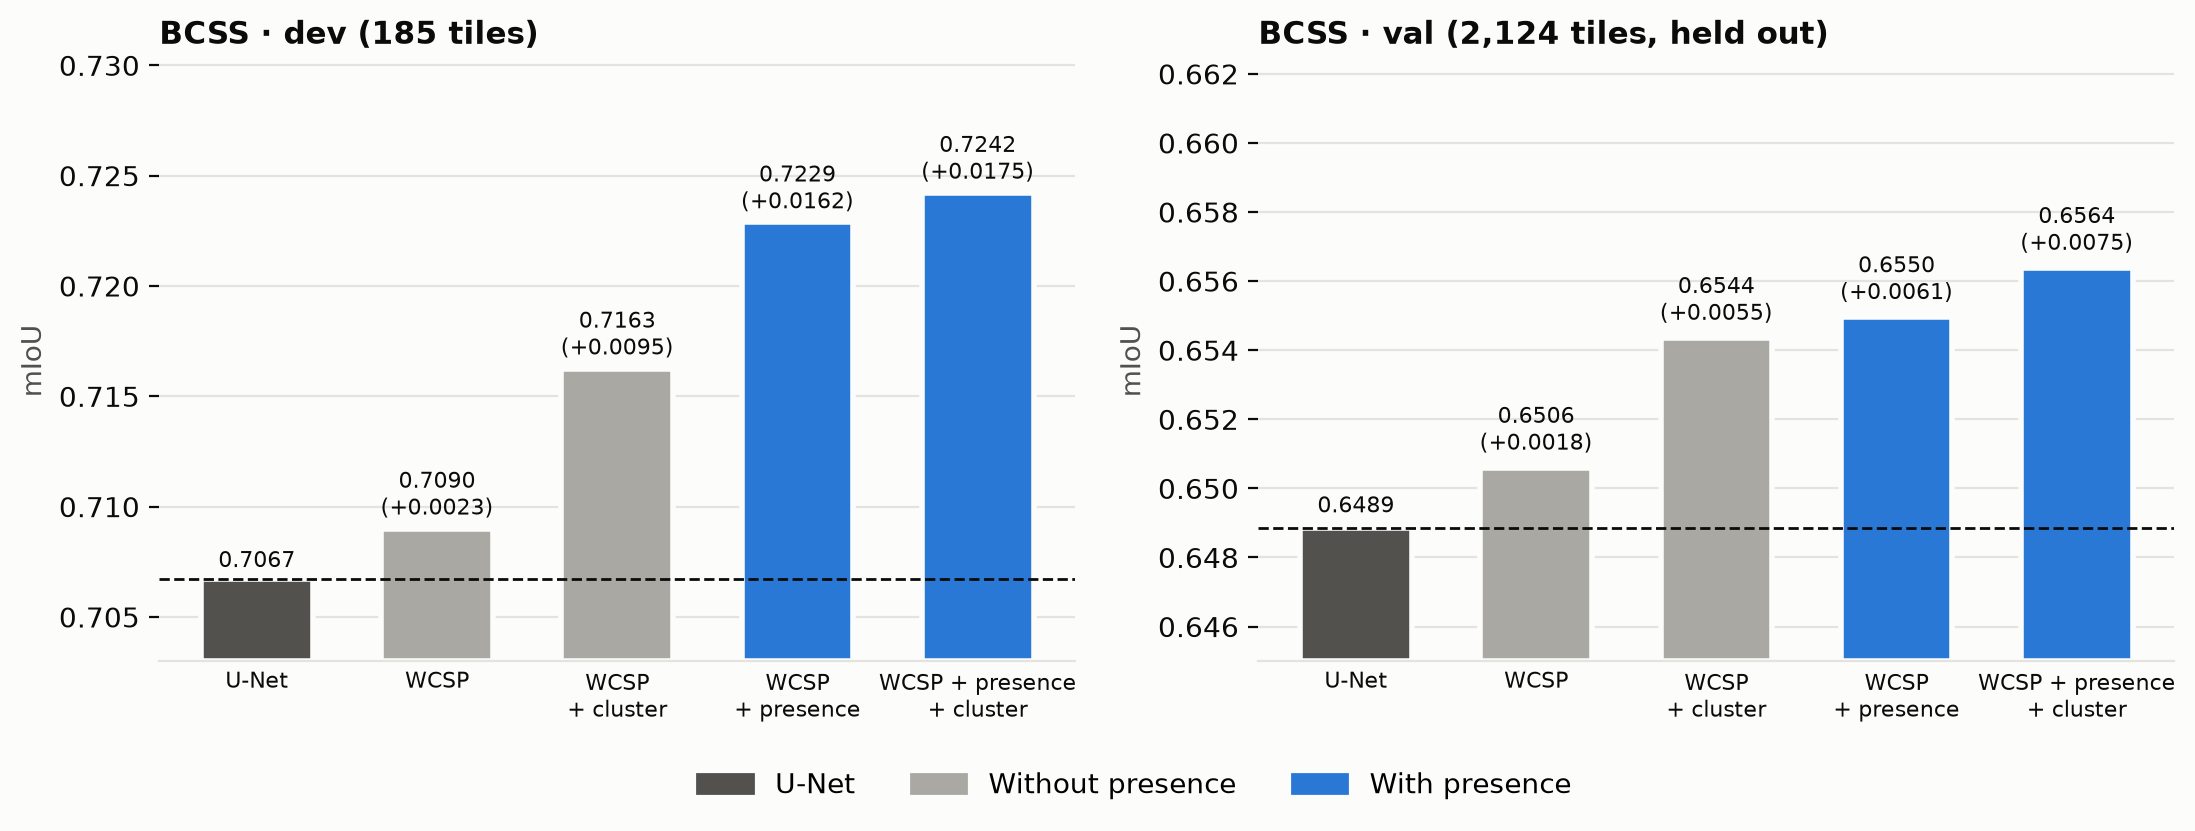 BCSS · dev (185 tiles)
0.730
0.725
0.720
0.715
0.710
0.705
mIoU
0.7067
0.7090
(+0.0023)
0.7163
(+0.0095)
0.7229
(+0.0162)
0.7242
(+0.0175)
U-Net
WCSP
WCSP
+ cluster
WCSP
+ presence
WCSP + presence
+ cluster
BCSS · val (2,124 tiles, held out)
0.662
0.660
0.658
0.656
0.654
0.652
0.650
0.648
0.646
mIoU
0.6489
0.6506
(+0.0018)
0.6544
(+0.0055)
0.6550
(+0.0061)
0.6564
(+0.0075)
U-Net
WCSP
WCSP
+ cluster
WCSP
+ presence
WCSP + presence
+ cluster
U-Net
Without presence
With presence